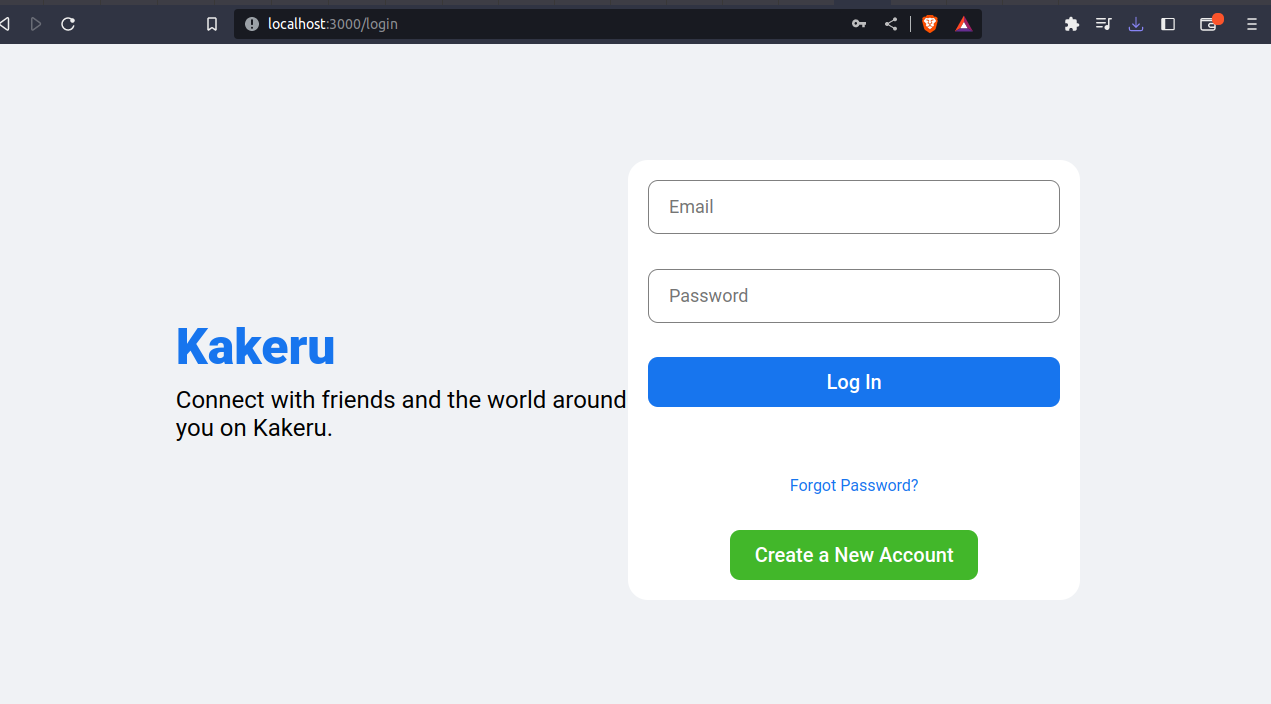 localhost:3000/login
Kakeru
Connect with friends and the world around
you on Kakeru.
Email
Password
Log In
Forgot Password?
Create a New Account